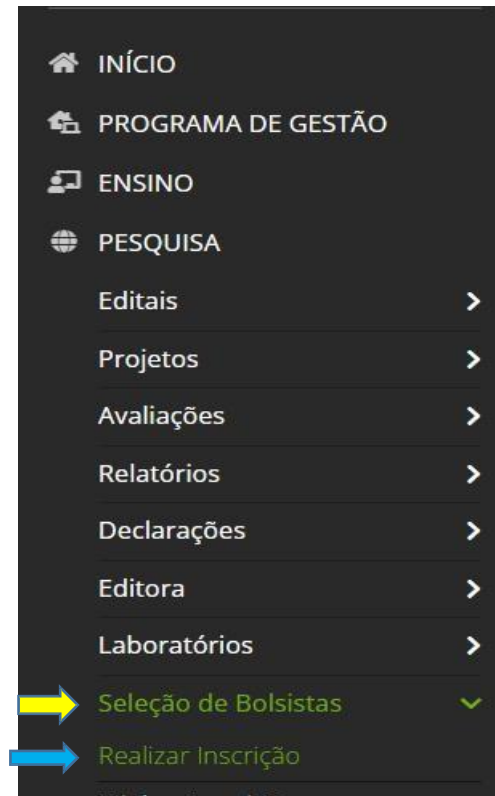 INÍCIO
PROGRAMA DE GESTÃO
ENSINO
PESQUISA
Editais
Projetos
Avaliações
Relatórios
Declarações
Editora
Laboratórios
Seleção de Bolsistas
Realizar Inscrição